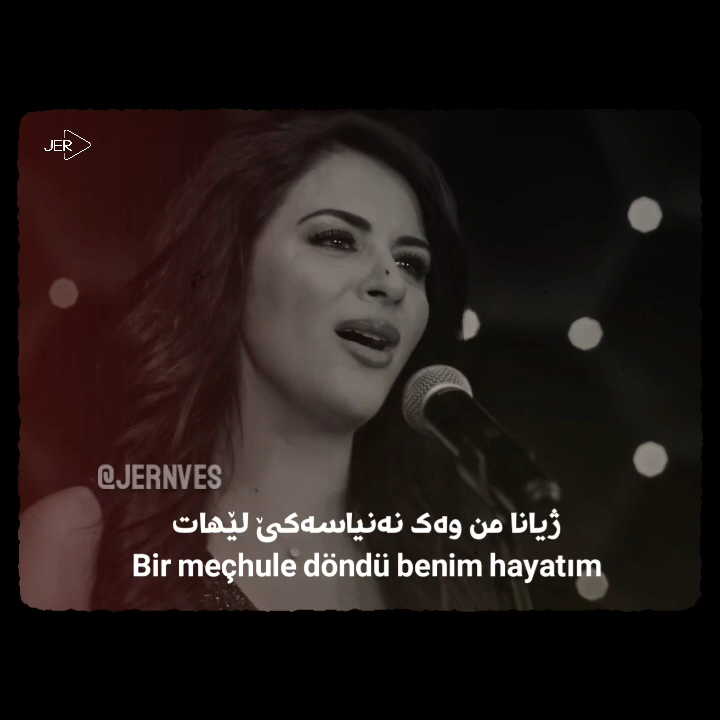 JER
@JERNVES
ژیانا من وەک نەنیاسەکێ لێهات
Bir meçhule döndü benim hayatım